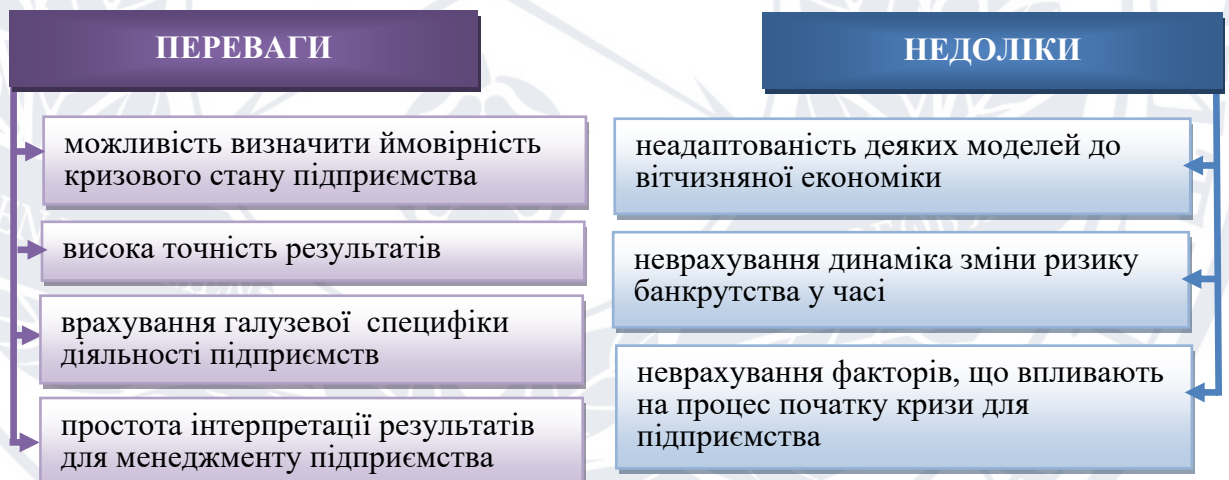 ПЕРЕВАГИ
можливість визначити ймовірність
кризового стану підприємства
висока точність результатів
врахування галузевої специфіки
діяльності підприємств
простота інтерпретації результатів
для менеджменту підприємства
НЕДОЛІКИ
неадаптованість деяких моделей до
вітчизняної економіки
неврахування динаміка зміни ризику
банкрутства у часі
неврахування факторів, що впливають
на процес початку кризи для
підприємства